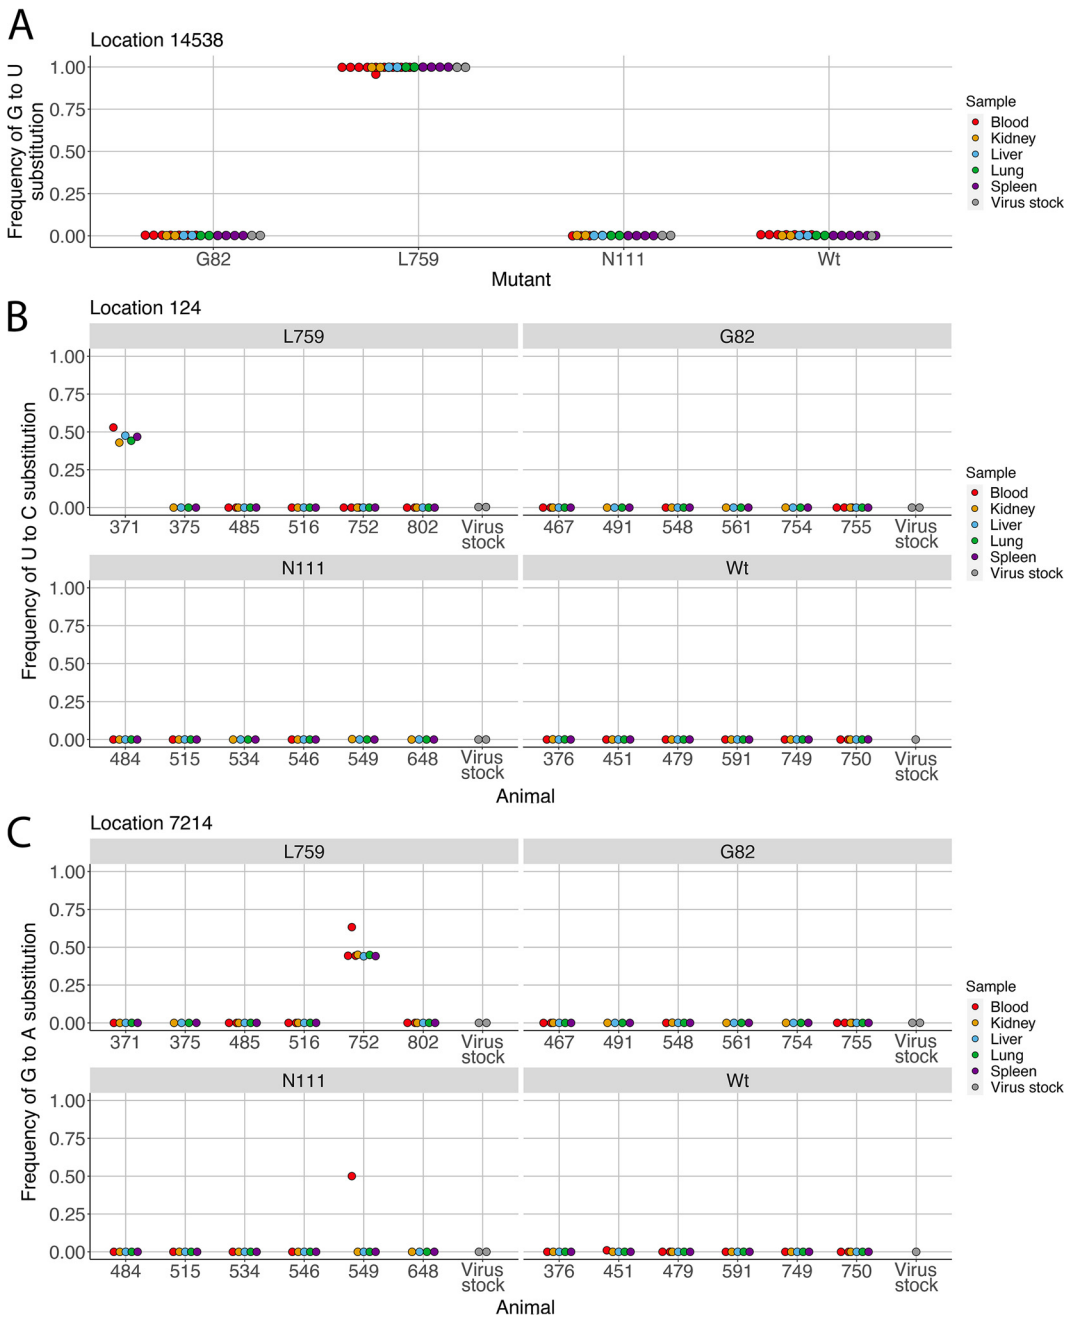 A
Location 14538
Frequency of G to U
substitution
1.00
0.75
0.50
0.25
0.00
G82 L759 N111 Wt
Mutant
Sample
Blood
Kidney
Liver
Lung
Spleen
Virus stock
B
Location 124
Frequency of U to C substitution
L759 G82
1.00
0.75
0.50
0.25
0.00
371 375 485 516 752 802 Virus stock 467 491 548 561 754 755 Virus stock
N111 Wt
1.00
0.75
0.50
0.25
0.00
484 515 534 546 549 648 Virus stock 376 451 479 591 749 750 Virus stock
Animal
Sample
Blood
Kidney
Liver
Lung
Spleen
Virus stock
C
Location 7214
Frequency of G to A substitution
L759 G82
1.00
0.75
0.50
0.25
0.00
371 375 485 516 752 802 Virus stock 467 491 548 561 754 755 Virus stock
N111 Wt
1.00
0.75
0.50
0.25
0.00
484 515 534 546 549 648 Virus stock 376 451 479 591 749 750 Virus stock
Animal
Sample
Blood
Kidney
Liver
Lung
Spleen
Virus stock